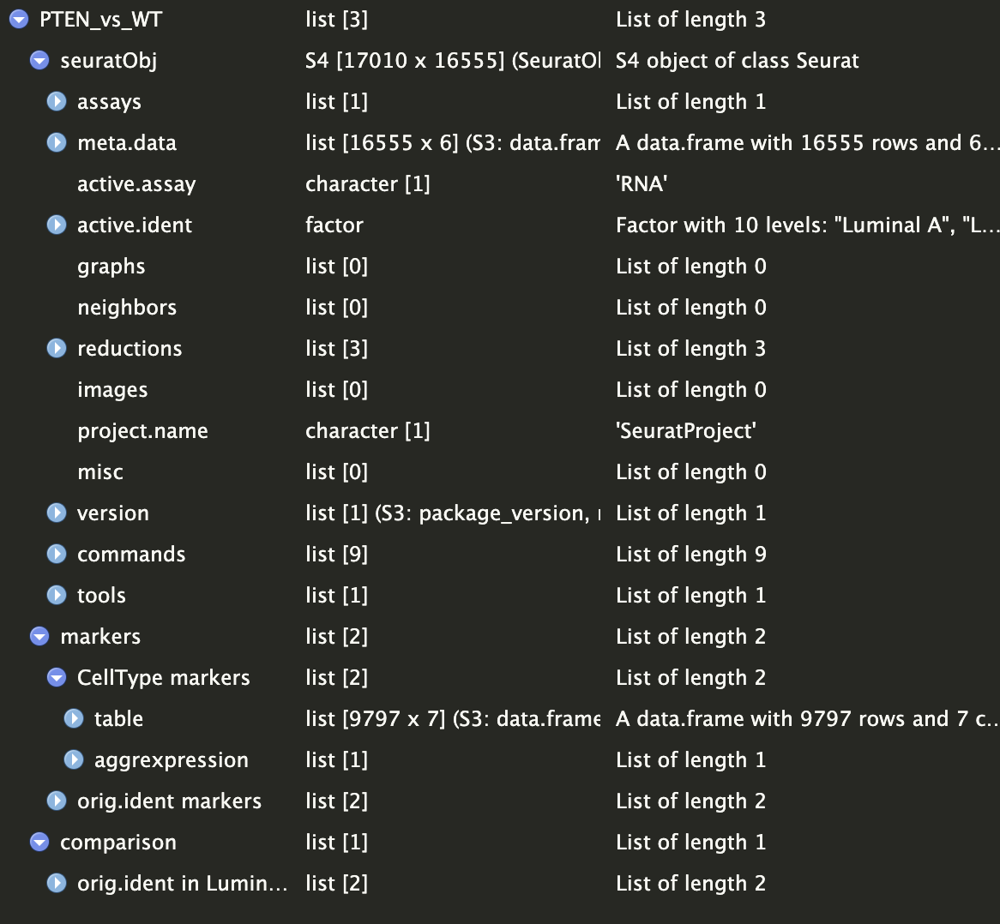 PTEN_vs_WT list [3] List of length 3
seuratObj S4 [17010 x 16555] (SeuratOl S4 object of class Seurat
assays list [1] List of length 1
meta.data list [16555 x 6] (S3: data.fram A data.frame with 16555 rows and 6...
active.assay character [1] 'RNA'
active.ident factor Factor with 10 levels: "Luminal A", "L...
graphs list [0] List of length 0
neighbors list [0] List of length 0
reductions list [3] List of length 3
images list [0] List of length 0
project.name character [1] 'SeuratProject'
misc list [0] List of length 0
version list [1] (S3: package_version, List of length 1
commands list [9] List of length 9
tools list [1] List of length 1
markers list [2] List of length 2
CellType markers list [2] List of length 2
table list [9797 x 7] (S3: data.frame A data.frame with 9797 rows and 7 c...
aggrexpression list [1] List of length 1
orig.ident markers list [2] List of length 2
comparison list [1] List of length 1
orig.ident in Lumin... list [2] List of length 2